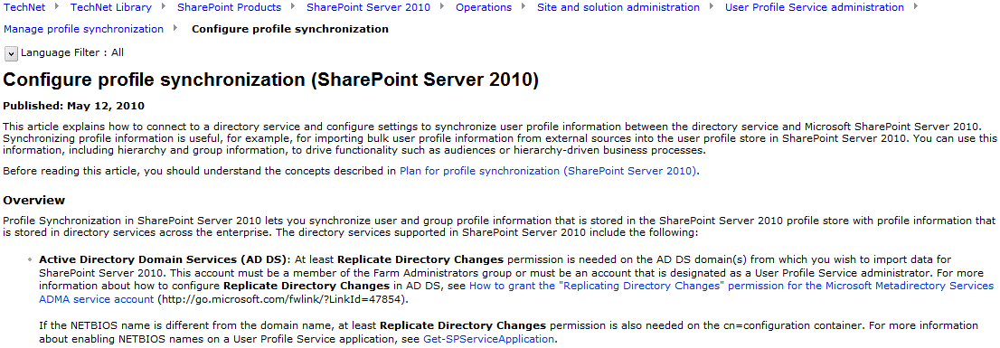 TechNet TechNet Library SharePoint Products SharePoint Server 2010 Operations Site and solution administration User Profile Service administration
Manage profile synchronization Configure profile synchronization
Language Filter : All
Configure profile synchronization (SharePoint Server 2010)
Published: May 12, 2010
This article explains how to connect to a directory service and configure settings to synchronize user profile information between the directory service and Microsoft SharePoint Server 2010.
Synchronizing profile information is useful, for example, for importing bulk user profile information from external sources into the user profile store in SharePoint Server 2010. You can use this
information, including hierarchy and group information, to drive functionality such as audiences or hierarchy-driven business processes.
Before reading this article, you should understand the concepts described in Plan for profile synchronization (SharePoint Server 2010).
Overview
Profile Synchronization in SharePoint Server 2010 lets you synchronize user and group profile information that is stored in the SharePoint Server 2010 profile store with profile information that
is stored in directory services across the enterprise. The directory services supported in SharePoint Server 2010 include the following:
Active Directory Domain Services (AD DS): At least Replicate Directory Changes permission is needed on the AD DS domain(s) from which you wish to import data for
SharePoint Server 2010. This account must be a member of the Farm Administrators group or must be an account that is designated as a User Profile Service administrator. For more
information about how to configure Replicate Directory Changes in AD DS, see How to grant the "Replicating Directory Changes" permission for the Microsoft Metadirectory Services
ADMA service account (http://go.microsoft.com/fwlink/?LinkId=47854).
If the NETBIOS name is different from the domain name, at least Replicate Directory Changes permission is also needed on the cn=configuration container. For more information
about enabling NETBIOS names on a User Profile Service application, see Get-SPServiceApplication.